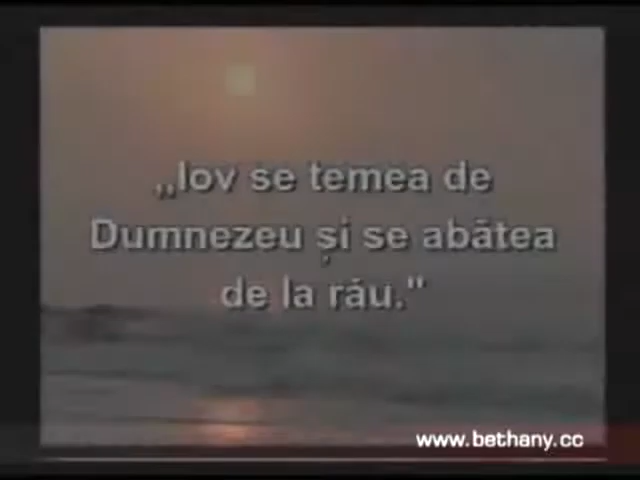 „Iov se temea de
Dumnezeu și se abătea
de la rău."
www.bethany.cc